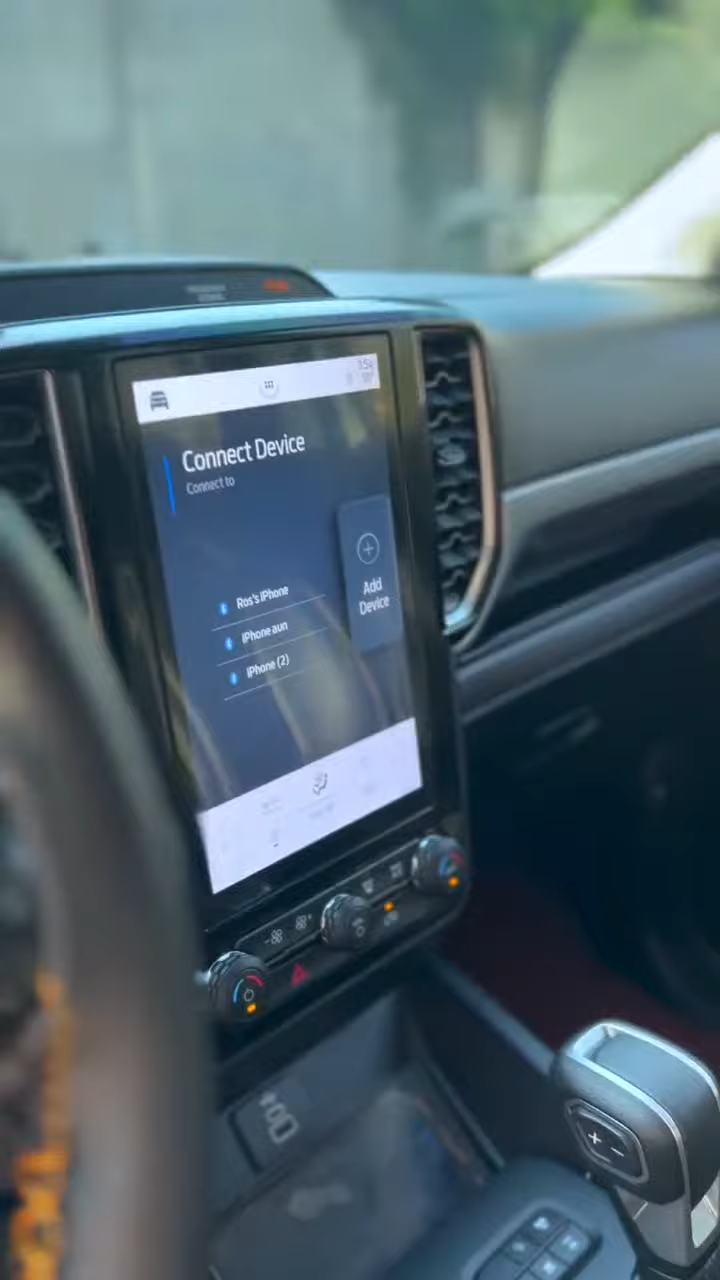 Connect Device
Connect to
Ros's iPhone
iPhone aun
iPhone (2)
Add
Device
+ -